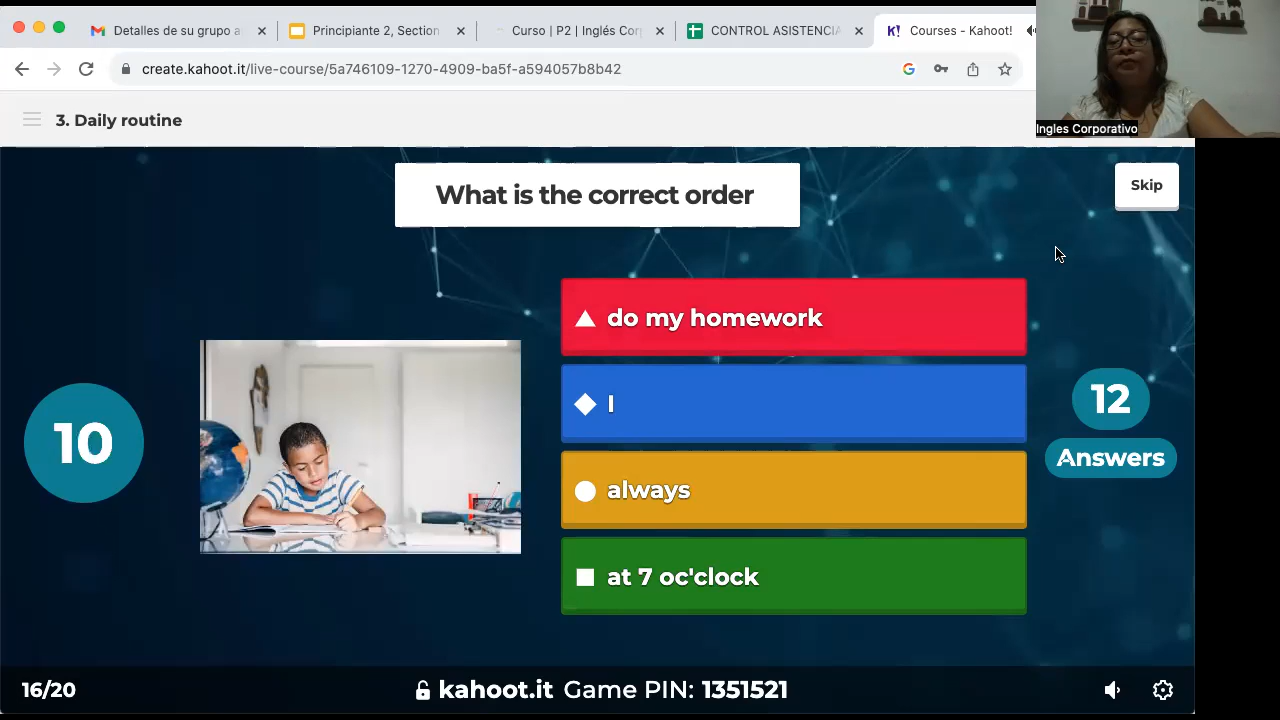 Detalles de su grupo a
Principiante 2, Section
Curso | P2 | Inglés Cor
CONTROL ASISTENCIA
K! Courses - Kahoot!
create.kahoot.it/live-course/5a746109-1270-4909-ba5f-a594057b8b42
Ingles Corporativo
3. Daily routine
What is the correct order
Skip
do my homework
I
always
at 7 oc'clock
10
12
Answers
16/20
kahoot.it Game PIN: 1351521